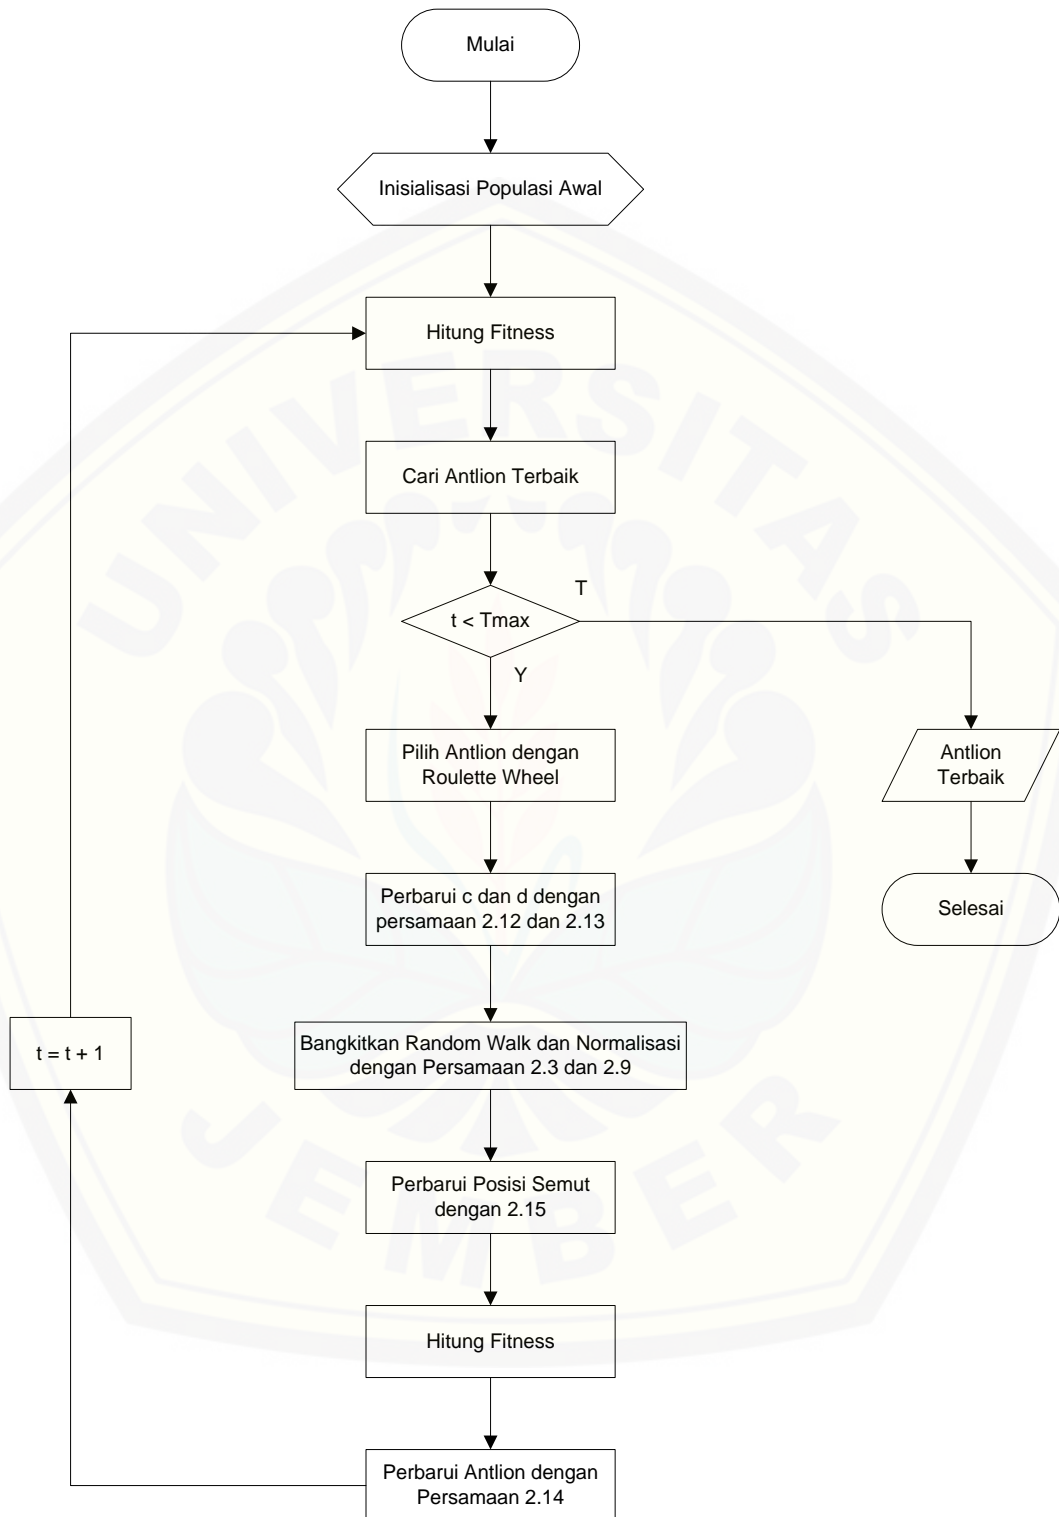 Mulai
Inisialisasi Populasi Awal
Hitung Fitness
Cari Antlion Terbaik
t < Tmax
T
Y
Pilih Antlion dengan
Roulette Wheel
Antlion
Terbaik
Perbarui c dan d dengan
persamaan 2.12 dan 2.13
Selesai
Bangkitkan Random Walk dan Normalisasi
dengan Persamaan 2.3 dan 2.9
t = t + 1
Perbarui Posisi Semut
dengan 2.15
Hitung Fitness
Perbarui Antlion dengan
Persamaan 2.14
UNIVERSITAS
JEMBER